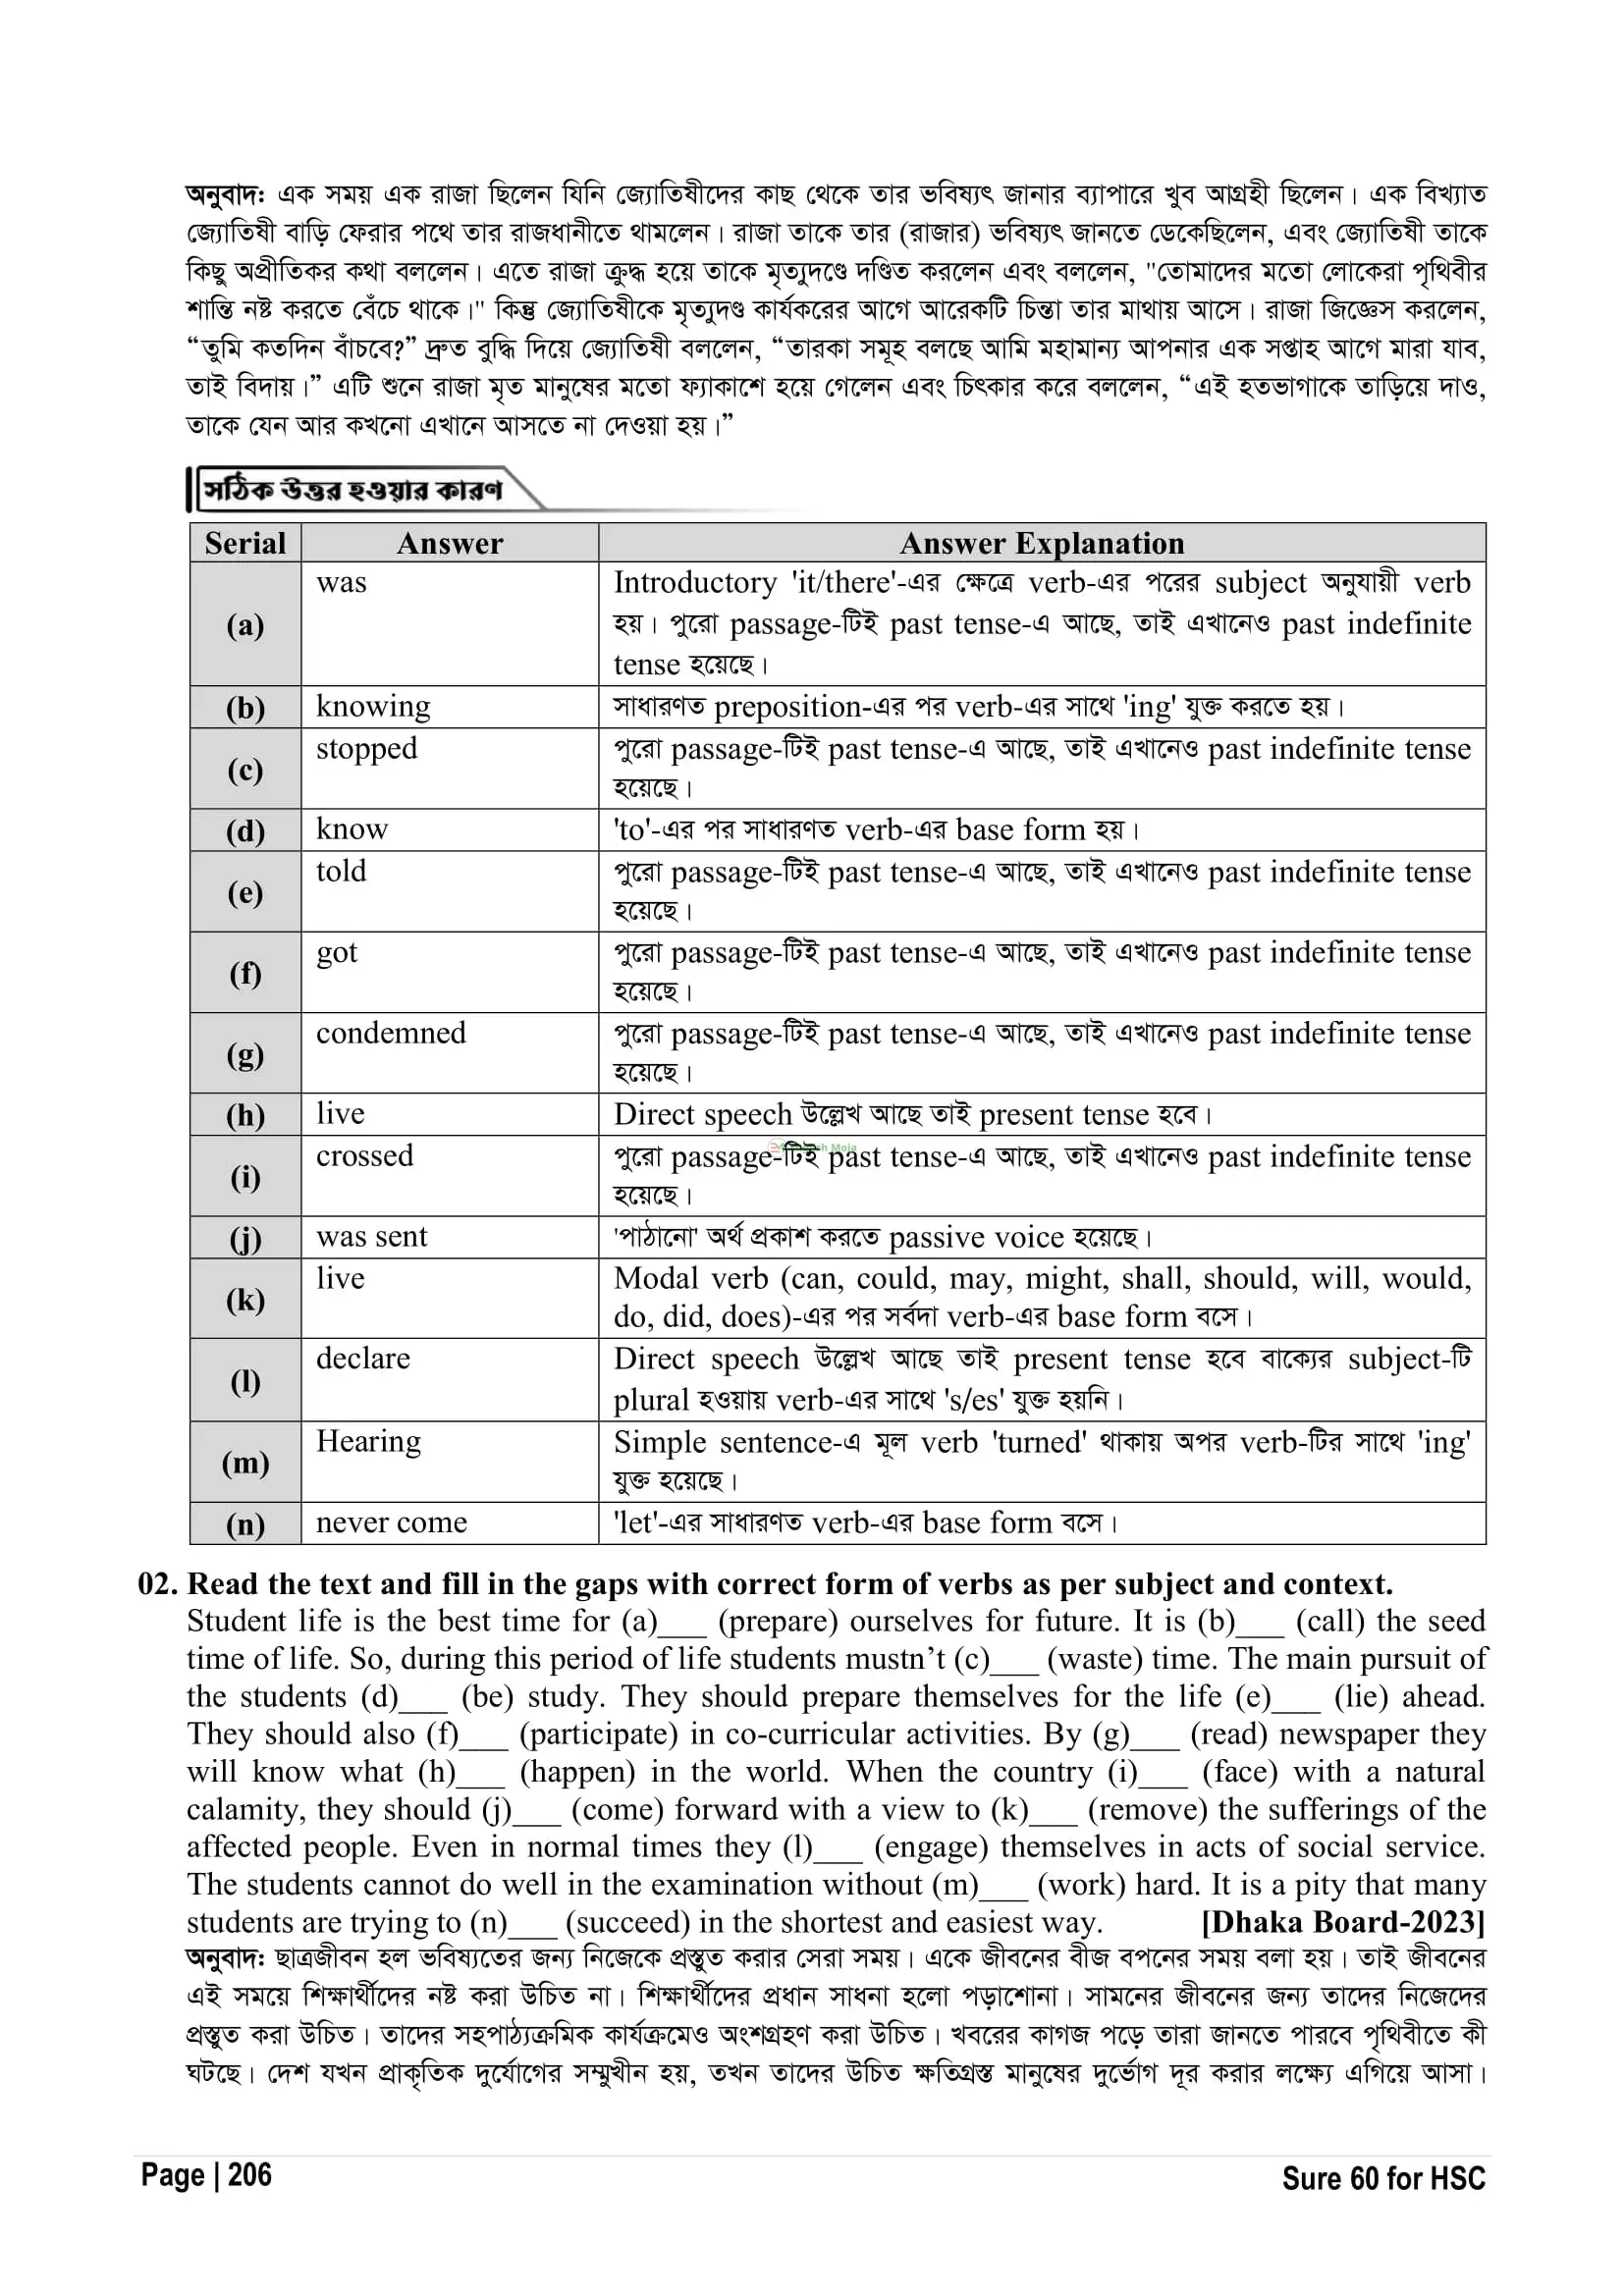 অনুবাদ: এক সময় এক রাজা ছিলেন যিনি জ্যোতিষীদের কাছ থেকে তার ভবিষ্যৎ জানার ব্যাপারে খুব আগ্রহী ছিলেন। এক বিখ্যাত
জ্যোতিষী বাড়ি ফেরার পথে তার রাজধানীতে থামলেন। রাজা তাকে তার (রাজার) ভবিষ্যৎ জানতে ডেকেছিলেন, এবং জ্যোতিষী তাকে
কিছু অপ্রীতিকর কথা বললেন। এতে রাজা ক্রুদ্ধ হয়ে তাকে মৃত্যুদণ্ডে দণ্ডিত করলেন এবং বললেন, "তোমাদের মতো লোকেরা পৃথিবীর
শান্তি নষ্ট করতে বেঁচে থাকে।" কিন্তু জ্যোতিষীকে মৃত্যুদণ্ড কার্যকরের আগে আরেকটি চিন্তা তার মাথায় আসে। রাজা জিজ্ঞেস করলেন,
“তুমি কতদিন বাঁচবে?” দ্রুত বুদ্ধি দিয়ে জ্যোতিষী বললেন, “তারকা সমূহ বলছে আমি মহামান্য আপনার এক সপ্তাহ আগে মারা যাব,
তাই বিদায়।” এটি শুনে রাজা মৃত মানুষের মতো ফ্যাকাশে হয়ে গেলেন এবং চিৎকার করে বললেন, “এই হতভাগাকে তাড়িয়ে দাও,
তাকে যেন আর কখনো এখানে আসতে না দেওয়া হয়।”
সঠিক উত্তর হওয়ার কারণ
Serial Answer Answer Explanation
(a) was Introductory 'it/there'-এর ক্ষেত্রে verb-এর পরের subject অনুযায়ী verb
হয়। পুরো passage-টিই past tense-এ আছে, তাই এখানেও past indefinite
tense হয়েছে।
(b) knowing সাধারণত preposition-এর পর verb-এর সাথে 'ing' যুক্ত করতে হয়।
(c) stopped পুরো passage-টিই past tense-এ আছে, তাই এখানেও past indefinite tense
হয়েছে।
(d) know 'to'-এর পর সাধারণত verb-এর base form হয়।
(e) told পুরো passage-টিই past tense-এ আছে, তাই এখানেও past indefinite tense
হয়েছে।
(f) got পুরো passage-টিই past tense-এ আছে, তাই এখানেও past indefinite tense
হয়েছে।
(g) condemned পুরো passage-টিই past tense-এ আছে, তাই এখানেও past indefinite tense
হয়েছে।
(h) live Direct speech উল্লেখ আছে তাই present tense হবে।
(i) crossed পুরো passage-টিই past tense-এ আছে, তাই এখানেও past indefinite tense
হয়েছে।
(j) was sent 'পাঠানো' অর্থ প্রকাশ করতে passive voice হয়েছে।
(k) live Modal verb (can, could, may, might, shall, should, will, would,
do, did, does)-এর পর সর্বদা verb-এর base form বসে।
(l) declare Direct speech উল্লেখ আছে তাই present tense হবে বাক্যের subject-টি
plural হওয়ায় verb-এর সাথে 's/es' যুক্ত হয়নি।
(m) Hearing Simple sentence-এ মূল verb 'turned' থাকায় অপর verb-টির সাথে 'ing'
যুক্ত হয়েছে।
(n) never come 'let'-এর সাধারণত verb-এর base form বসে।
02. Read the text and fill in the gaps with correct form of verbs as per subject and context.
Student life is the best time for (a)___ (prepare) ourselves for future. It is (b)___ (call) the seed
time of life. So, during this period of life students mustn’t (c)___ (waste) time. The main pursuit of
the students (d)___ (be) study. They should prepare themselves for the life (e)___ (lie) ahead.
They should also (f)___ (participate) in co-curricular activities. By (g)___ (read) newspaper they
will know what (h)___ (happen) in the world. When the country (i)___ (face) with a natural
calamity, they should (j)___ (come) forward with a view to (k)___ (remove) the sufferings of the
affected people. Even in normal times they (l)___ (engage) themselves in acts of social service.
The students cannot do well in the examination without (m)___ (work) hard. It is a pity that many
students are trying to (n)___ (succeed) in the shortest and easiest way. [Dhaka Board-2023]
অনুবাদ: ছাত্রজীবন হল ভবিষ্যতের জন্য নিজেকে প্রস্তুত করার সেরা সময়। একে জীবনের বীজ বপনের সময় বলা হয়। তাই জীবনের
এই সময়ে শিক্ষার্থীদের নষ্ট করা উচিত না। শিক্ষার্থীদের প্রধান সাধনা হলো পড়াশোনা। সামনের জীবনের জন্য তাদের নিজেদের
প্রস্তুত করা উচিত। তাদের সহপাঠ্যক্রমিক কার্যক্রমেও অংশগ্রহণ করা উচিত। খবরের কাগজ পড়ে তারা জানতে পারবে পৃথিবীতে কী
ঘটছে। দেশ যখন প্রাকৃতিক দুর্যোগের সম্মুখীন হয়, তখন তাদের উচিত ক্ষতিগ্রস্ত মানুষের দুর্ভোগ দূর করার লক্ষ্যে এগিয়ে আসা।
Page | 206 Sure 60 for HSC